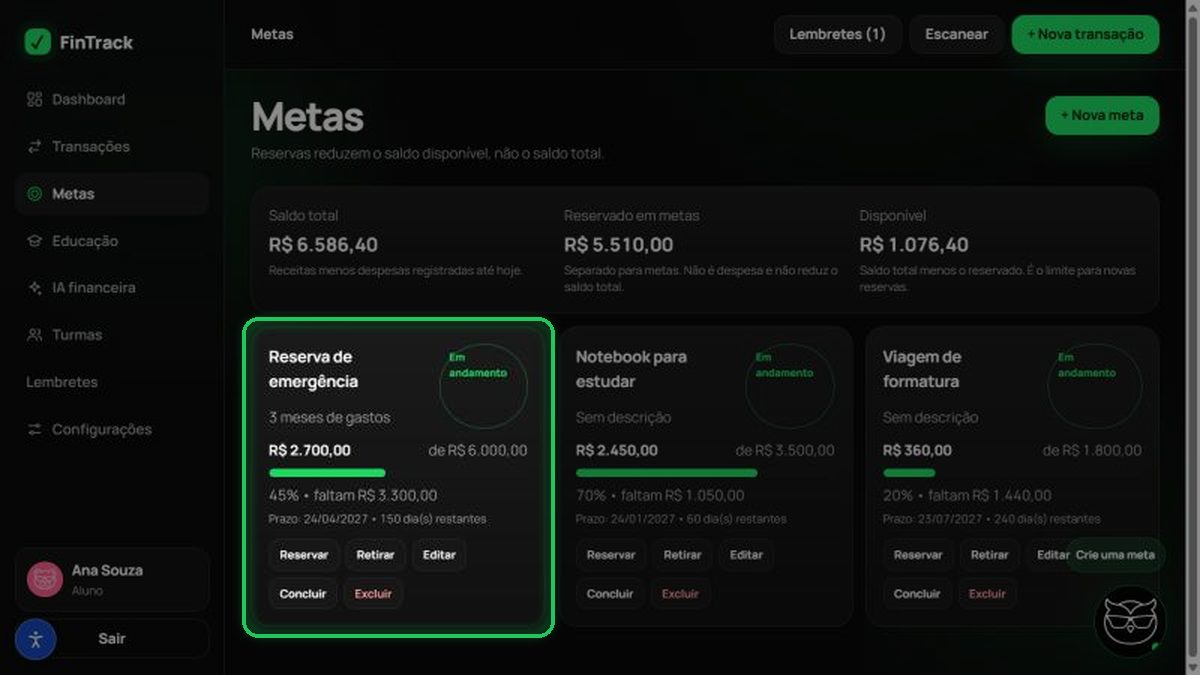 FinTrack
Dashboard
Transações
Metas
Educação
IA financeira
Turmas
Lembretes
Configurações
Ana Souza
Aluno
Sair
Metas
Lembretes (1)
Escanear
+ Nova transação
Metas
Reservas reduzem o saldo disponível, não o saldo total.
+ Nova meta
Saldo total
R$ 6.586,40
Receitas menos despesas registradas até hoje.
Reservado em metas
R$ 5.510,00
Separado para metas. Não é despesa e não reduz o
saldo total.
Disponível
R$ 1.076,40
Saldo total menos o reservado. É o limite para novas
reservas.
Reserva de
emergência
Em
andamento
3 meses de gastos
R$ 2.700,00
de R$ 6.000,00
45% • faltam R$ 3.300,00
Prazo: 24/04/2027 • 150 dia(s) restantes
Reservar
Retirar
Editar
Concluir
Excluir
Notebook para
estudar
Em
andamento
Sem descrição
R$ 2.450,00
de R$ 3.500,00
70% • faltam R$ 1.050,00
Prazo: 24/01/2027 • 60 dia(s) restantes
Reservar
Retirar
Editar
Concluir
Excluir
Viagem de
formatura
Em
andamento
Sem descrição
R$ 360,00
de R$ 1.800,00
20% • faltam R$ 1.440,00
Prazo: 23/07/2027 • 240 dia(s) restantes
Reservar
Retirar
Editar
Crie uma meta
Concluir
Excluir